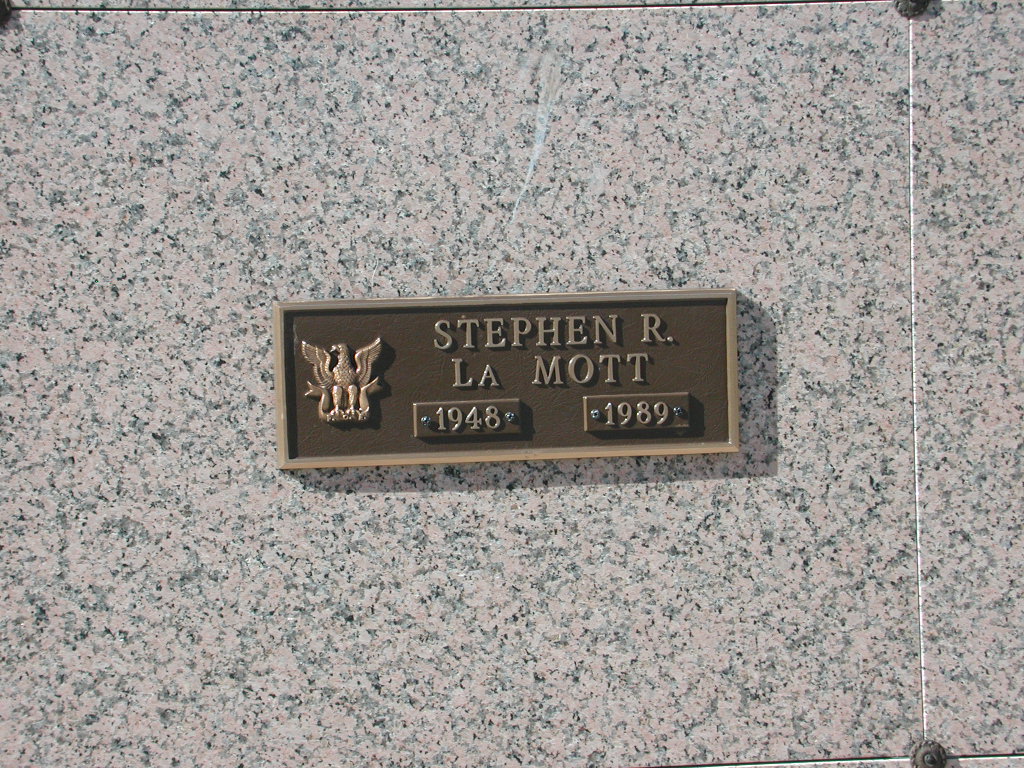 STEPHEN R.
LA MOTT
1948 1989